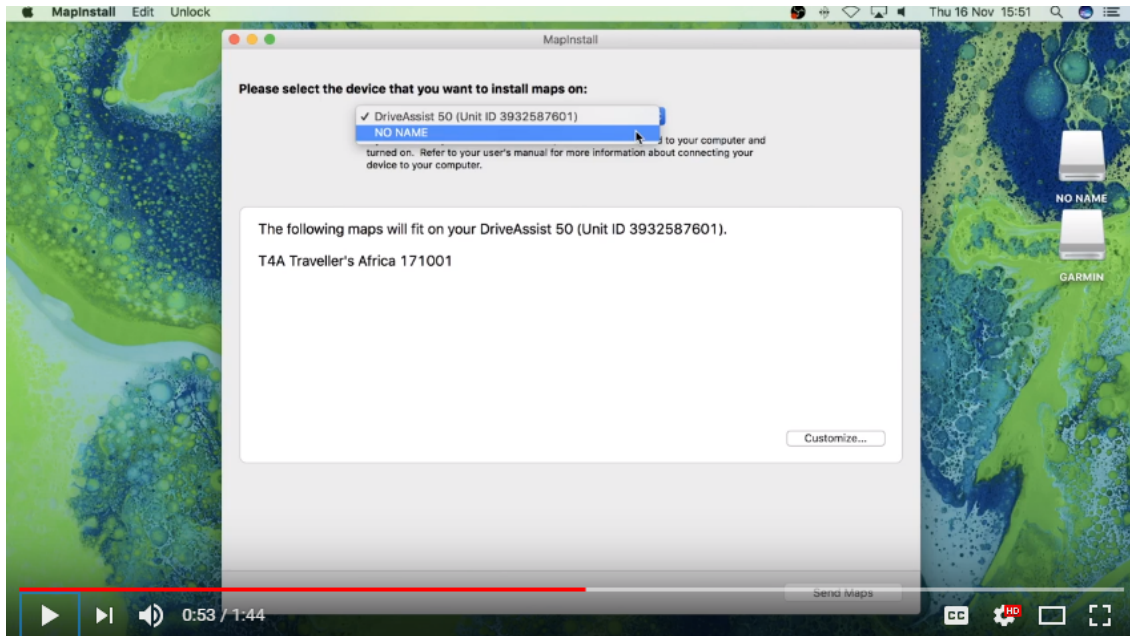 MapInstall Edit Unlock Thu 16 Nov 15:51
MapInstall
Please select the device that you want to install maps on:
✓ DriveAssist 50 (Unit ID 3932587601)
NO NAME
d to your computer and
turned on. Refer to your user's manual for more information about connecting your
device to your computer.
The following maps will fit on your DriveAssist 50 (Unit ID 3932587601).
T4A Traveller's Africa 171001
Customize...
Send Maps
NO NAME
GARMIN
0:53 / 1:44
CC
HD